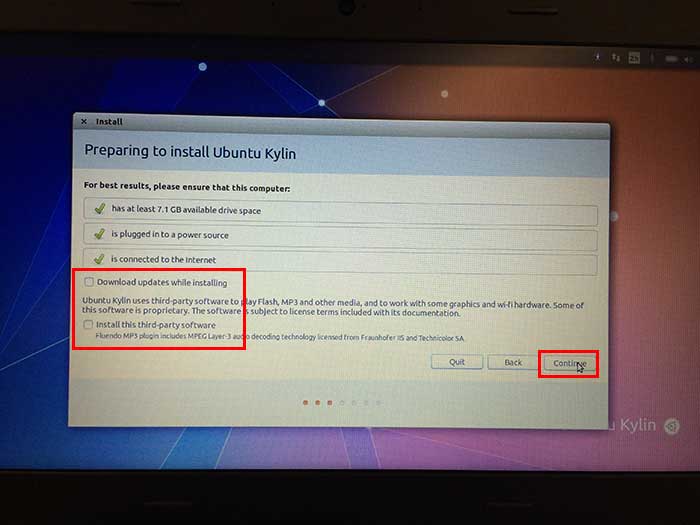 Install
Preparing to install Ubuntu Kylin
For best results, please ensure that this computer:
has at least 7.1 GB available drive space
is plugged in to a power source
is connected to the Internet
Download updates while installing
Ubuntu Kylin uses third-party software to play Flash, MP3 and other media, and to work with some graphics and wi-fi hardware. Some of
this software is proprietary. The software is subject to license terms included with its documentation.
Install this third-party software
Fluendo MP3 plugin includes MPEG Layer-3 audio decoding technology licensed from Fraunhofer IIS and Technicolor SA.
Quit Back Continue
Kylin